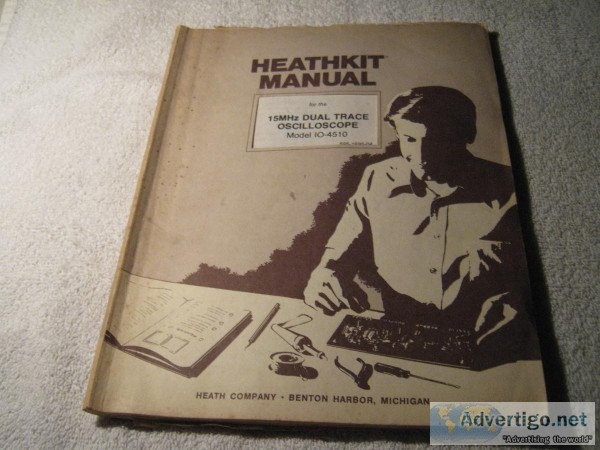 HEATHKIT®
MANUAL
for the
15MHz DUAL TRACE
OSCILLOSCOPE
Model IO-4510
HEATH COMPANY • BENTON HARBOR, MICHIGAN
Advertigo.net
"Advertising the world"